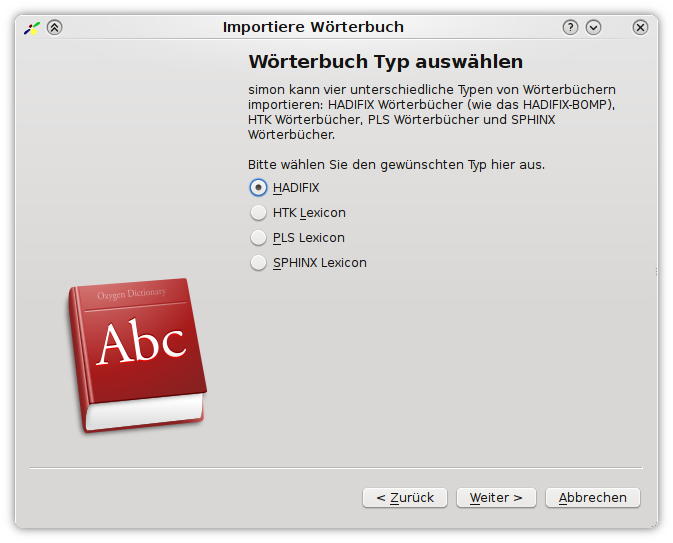 Importiere Wörterbuch
Wörterbuch Typ auswählen
simon kann vier unterschiedliche Typen von Wörterbüchern
importieren: HADIFIX Wörterbücher (wie das HADIFIX-BOMP),
HTK Wörterbücher, PLS Wörterbücher und SPHINX
Wörterbücher.
Bitte wählen Sie den gewünschten Typ hier aus.
HADIFIX
HTK Lexicon
PLS Lexicon
SPHINX Lexicon
Oxygen Dictionary
Abc
< Zurück
Weiter >
Abbrechen